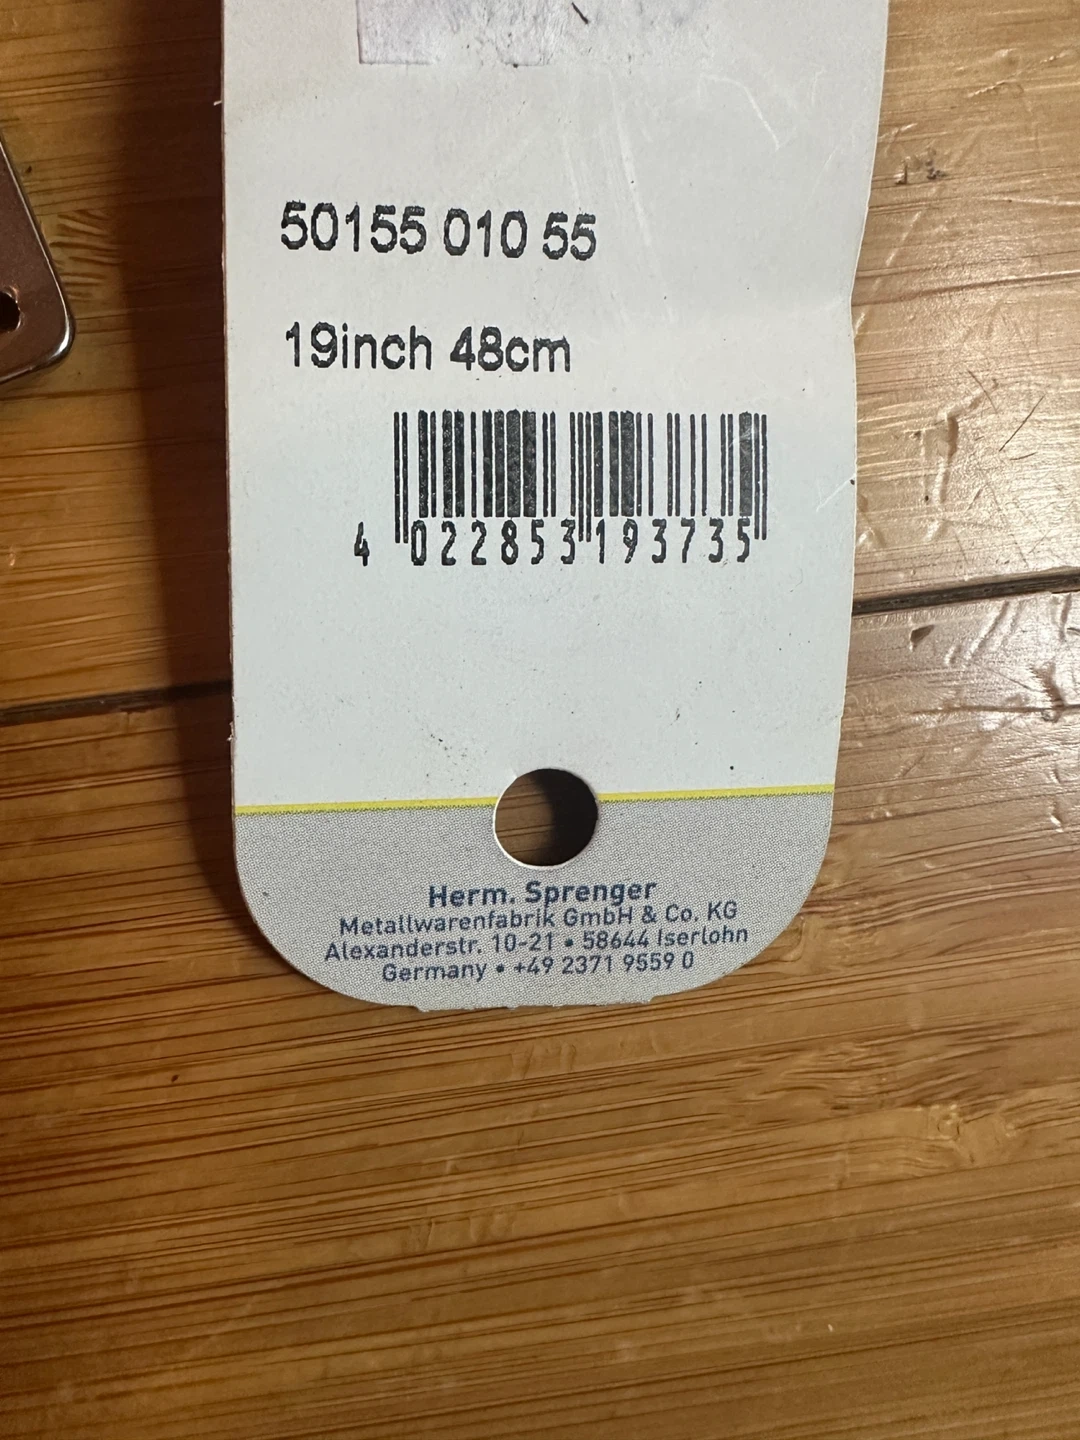 50155 010 55
19inch 48cm
4 022853 193735
Herm. Sprenger
Metallwarenfabrik GmbH & Co. KG
Alexanderstr. 10-21 • 58644 Iserlohn
Germany • +49 2371 9559 0